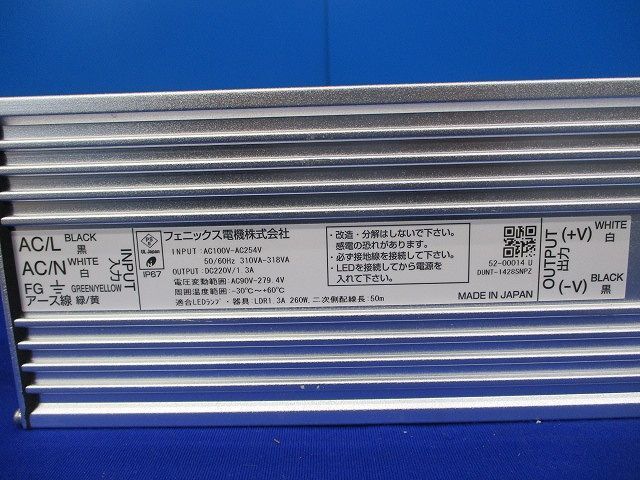 AC/L BLACK 黒
AC/N WHITE 白
FG GREEN/YELLOW
アース線 緑/黄
INPUT 入力
PS E
UL Japan
IP67
フェニックス電機株式会社
INPUT:AC100V-AC254V
50/60Hz 310VA-318VA
OUTPUT:DC220V/1.3A
電圧変動範囲:AC90V-279.4V
周囲温度範囲:-30℃~+60℃
適合LEDランプ・器具 LDR1.3A 260W,二次側配線長:50m
・改造・分解はしないで下さい。
感電の恐れがあります。
・必ず接地線を接続して下さい。
・LEDを接続してから電源を
入れて下さい。
52-00014 U
DUNT-1428SNPZ
MADE IN JAPAN
OUTPUT 出力
(+V) WHITE 白
(-V) BLACK 黒